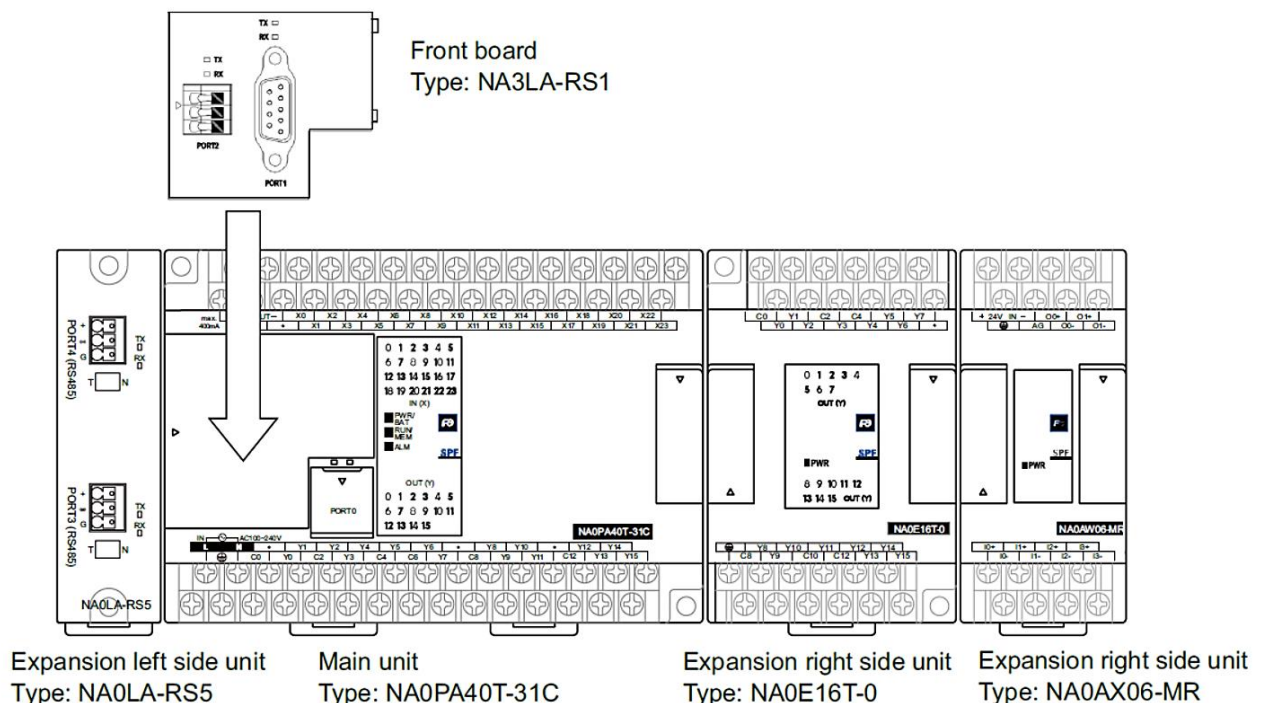 TX
RX
TX
RX
PORT2
PORT1
Front board
Type: NA3LA-RS1
PORT4 (RS485)
+
-
G
TX
RX
T N
PORT3 (RS485)
+
-
G
TX
RX
T N
NA0LA-RS5
max.
400mA
UT- X0 X2 X4 X6 X8 X10 X12 X14 X16 X18 X20 X22
+ X1 X3 X5 X7 X9 X11 X13 X15 X17 X19 X21 X23
0 1 2 3 4 5
6 7 8 9 10 11
12 13 14 15 16 17
18 19 20 21 22 23
IN (X)
PWR/
BAT
RUN/
MEM
ALM
SPF
OUT (Y)
0 1 2 3 4 5
6 7 8 9 10 11
12 13 14 15
PORT0
NA0PA40T-31C
IN AC100-240V
L N • Y1 Y2 Y4 Y5 Y6 • Y8 Y10 • Y12 Y14
C0 Y0 C2 Y3 C4 C6 Y7 C8 Y9 Y11 C12 Y13 Y15
C0 Y1 C2 C4 Y5 Y7
Y0 Y2 Y3 Y4 Y6 •
0 1 2 3 4
5 6 7
OUT (Y)
SPF
PWR
8 9 10 11 12
13 14 15 OUT (Y)
NA0E16T-0
Y8 Y10 Y11 Y12 Y14
C8 Y9 C10 C12 Y13 Y15
+ 24V IN - O0+ O1+
AG O0- O1-
SPF
PWR
NA0AW06-MR
I0+ I1+ I2+ I3+
I0- I1- I2- I3-
Expansion left side unit
Type: NA0LA-RS5
Main unit
Type: NA0PA40T-31C
Expansion right side unit
Type: NA0E16T-0
Expansion right side unit
Type: NA0AX06-MR